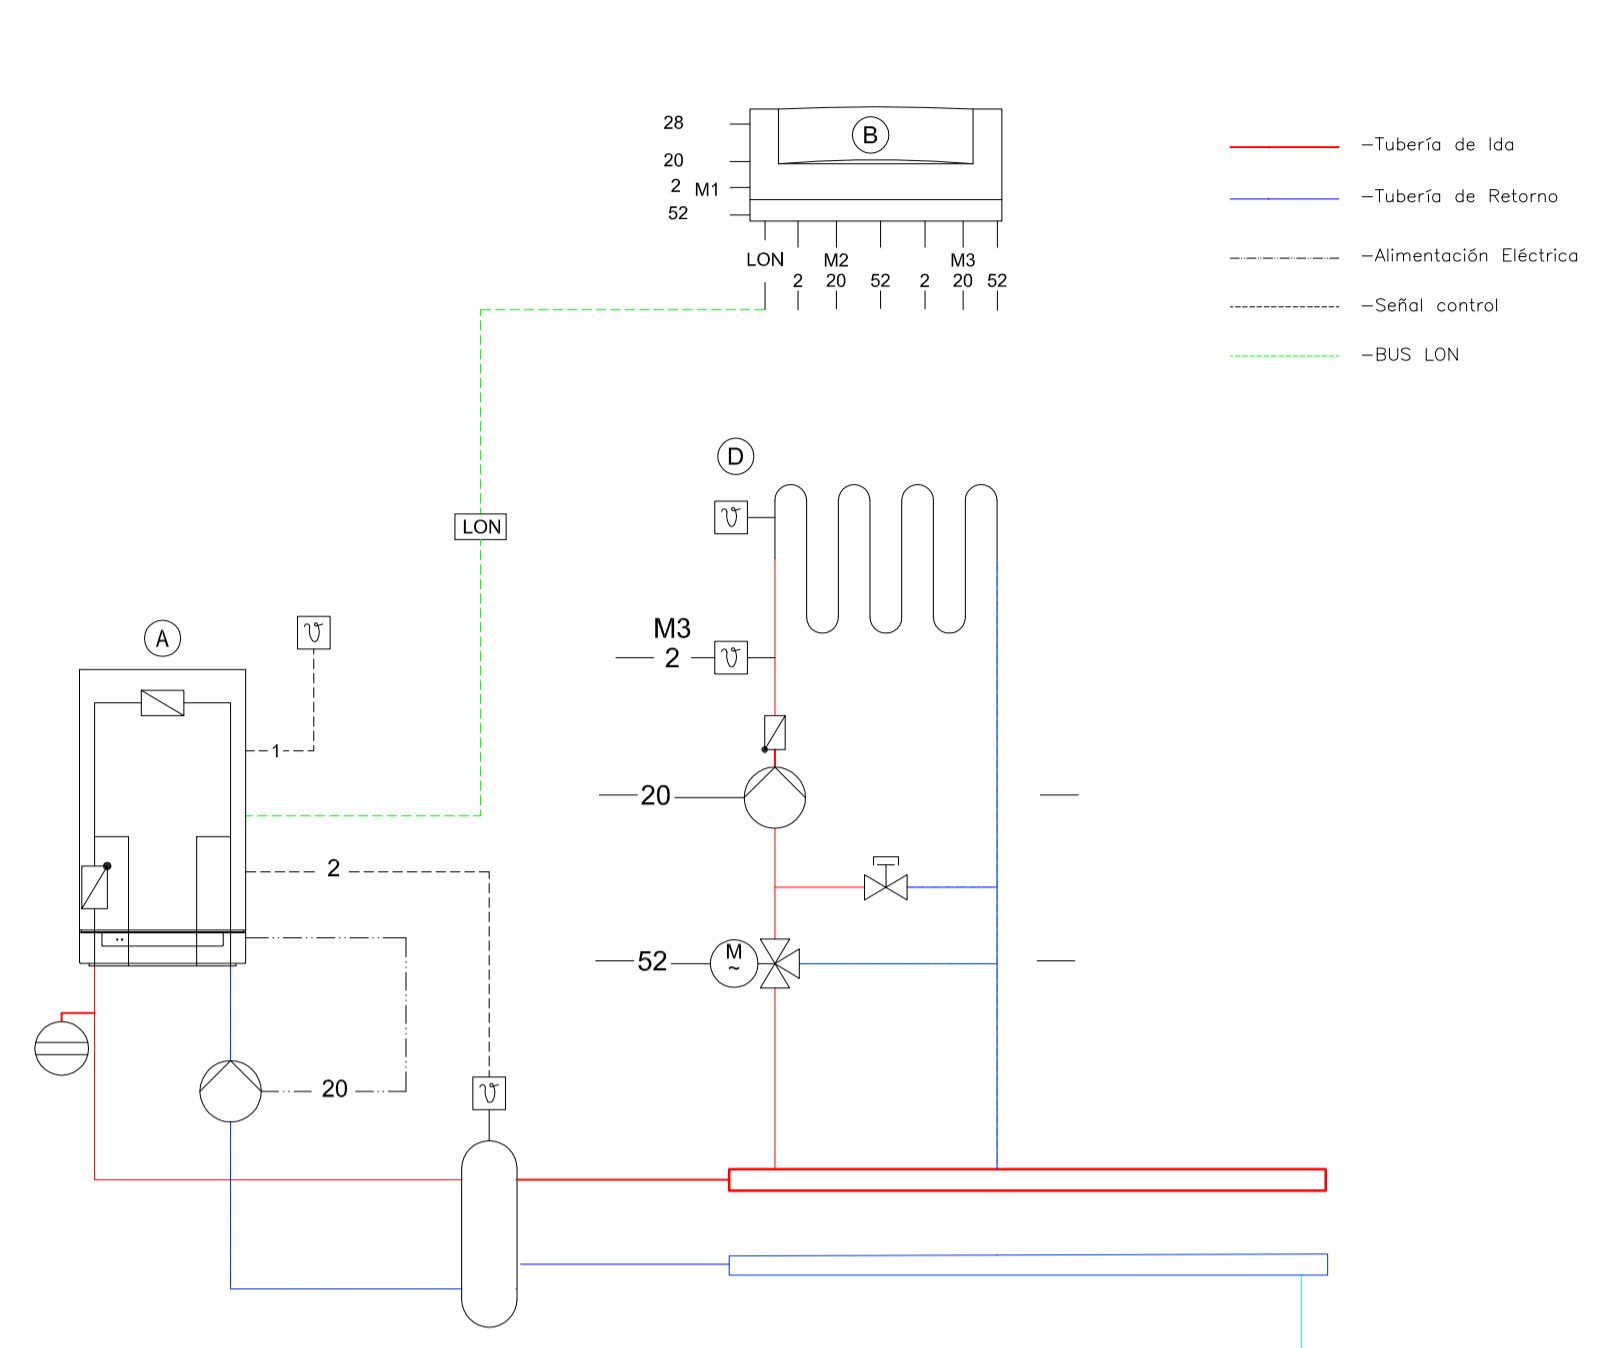 B
28
20
2 M1
52
LON M2 M3
2 20 52 2 20 52
—Tubería de Ida
—Tubería de Retorno
—Alimentación Eléctrica
—Señal control
—BUS LON
D
ϑ
LON
A
ϑ
M3
2 ϑ
1
20
2
52 M
~
20
ϑ